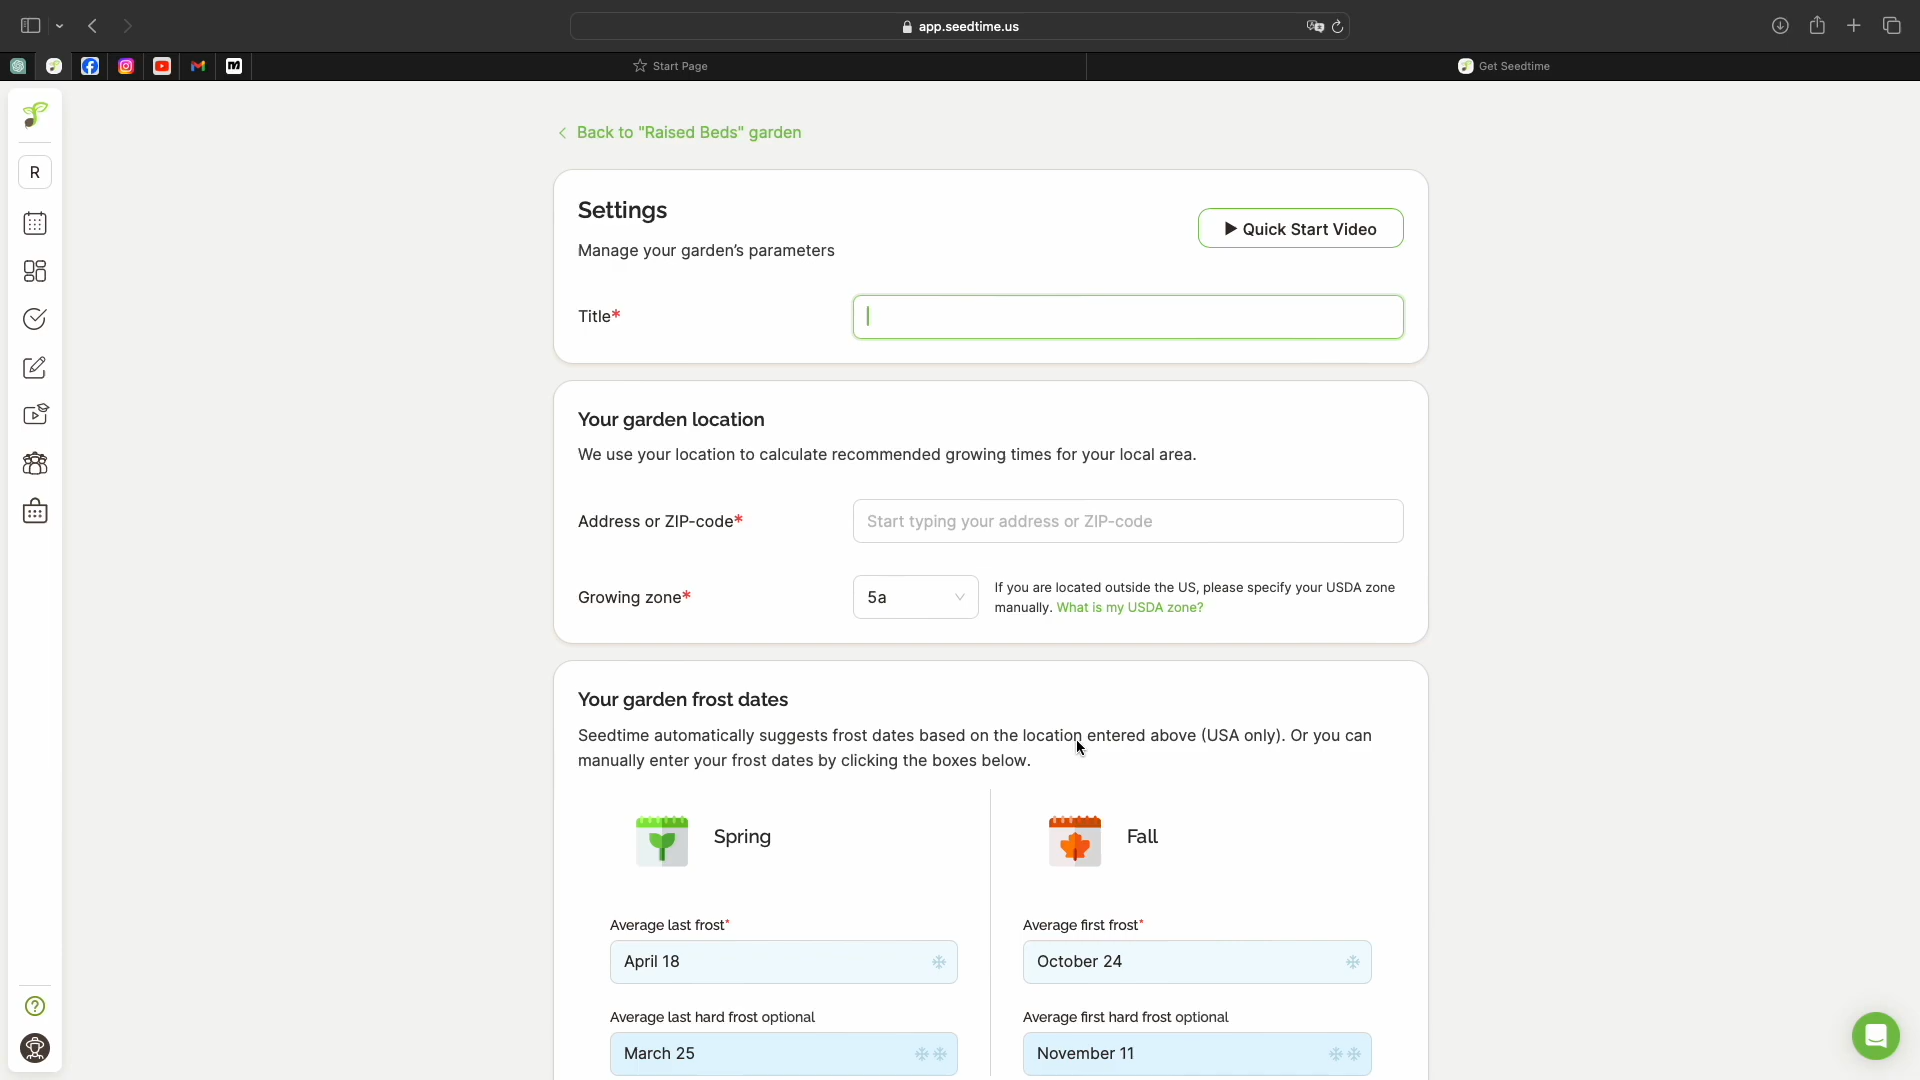 app.seedtime.us
Start Page
Get Seedtime
Back to "Raised Beds" garden
R
Settings
Quick Start Video
Manage your garden's parameters
Title*
Your garden location
We use your location to calculate recommended growing times for your local area.
Address or ZIP-code*
Start typing your address or ZIP-code
Growing zone*
5a
If you are located outside the US, please specify your USDA zone
manually. What is my USDA zone?
Your garden frost dates
Seedtime automatically suggests frost dates based on the location entered above (USA only). Or you can
manually enter your frost dates by clicking the boxes below.
Spring
Fall
Average last frost*
Average first frost*
April 18
October 24
Average last hard frost optional
Average first hard frost optional
March 25
November 11